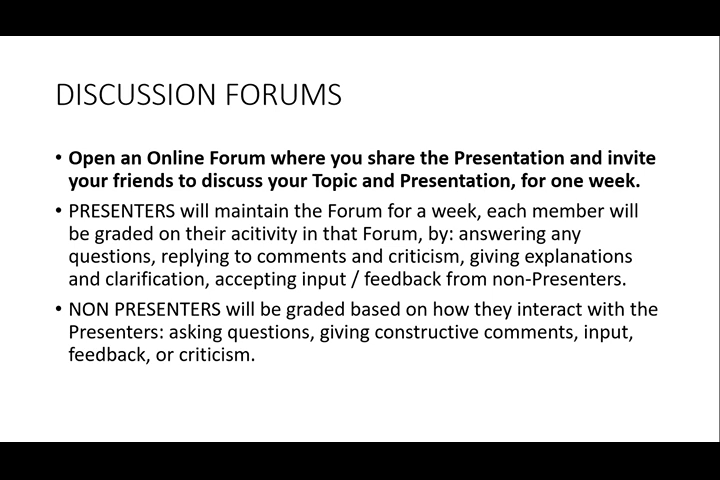 DISCUSSION FORUMS
• Open an Online Forum where you share the Presentation and invite
your friends to discuss your Topic and Presentation, for one week.
• PRESENTERS will maintain the Forum for a week, each member will
be graded on their acitivity in that Forum, by: answering any
questions, replying to comments and criticism, giving explanations
and clarification, accepting input / feedback from non-Presenters.
• NON PRESENTERS will be graded based on how they interact with the
Presenters: asking questions, giving constructive comments, input,
feedback, or criticism.